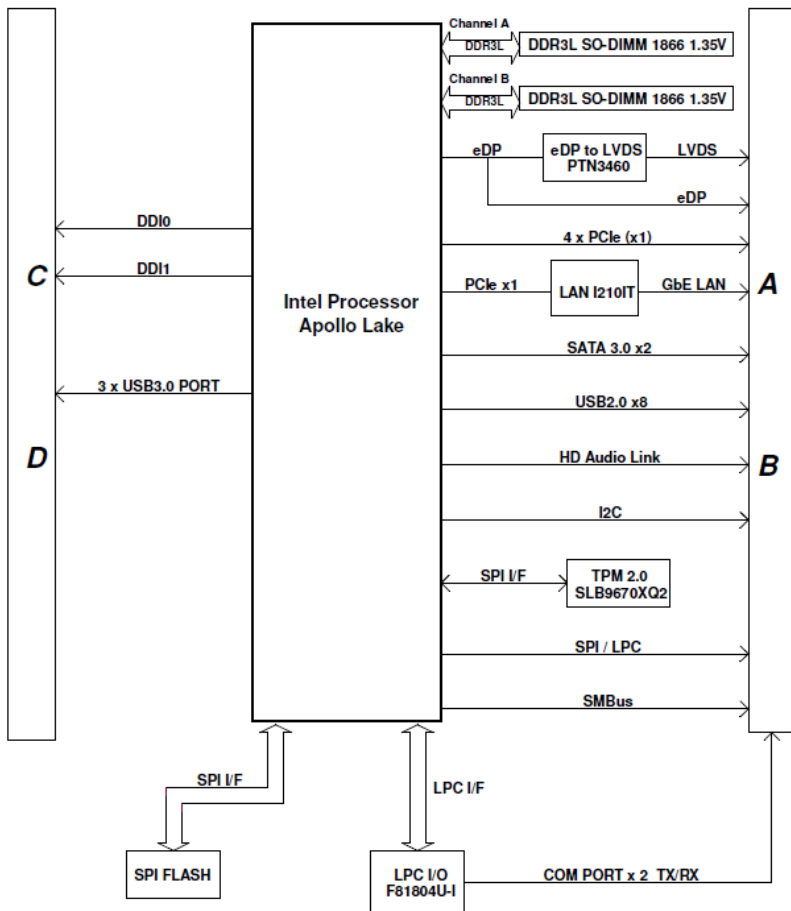 Channel A
DDR3L
DDR3L SO-DIMM 1866 1.35V
Channel B
DDR3L
DDR3L SO-DIMM 1866 1.35V
eDP
eDP to LVDS
PTN3460
LVDS
eDP
DDI0
4 x PCIe (x1)
C
DDI1
Intel Processor
Apollo Lake
PCIe x1
LAN I210IT
GbE LAN
A
SATA 3.0 x2
3 x USB3.0 PORT
USB2.0 x8
D
HD Audio Link
B
I2C
SPI I/F
TPM 2.0
SLB9670XQ2
SPI / LPC
SMBus
SPI I/F
LPC I/F
SPI FLASH
LPC I/O
F81804U-I
COM PORT x 2 TX/RX